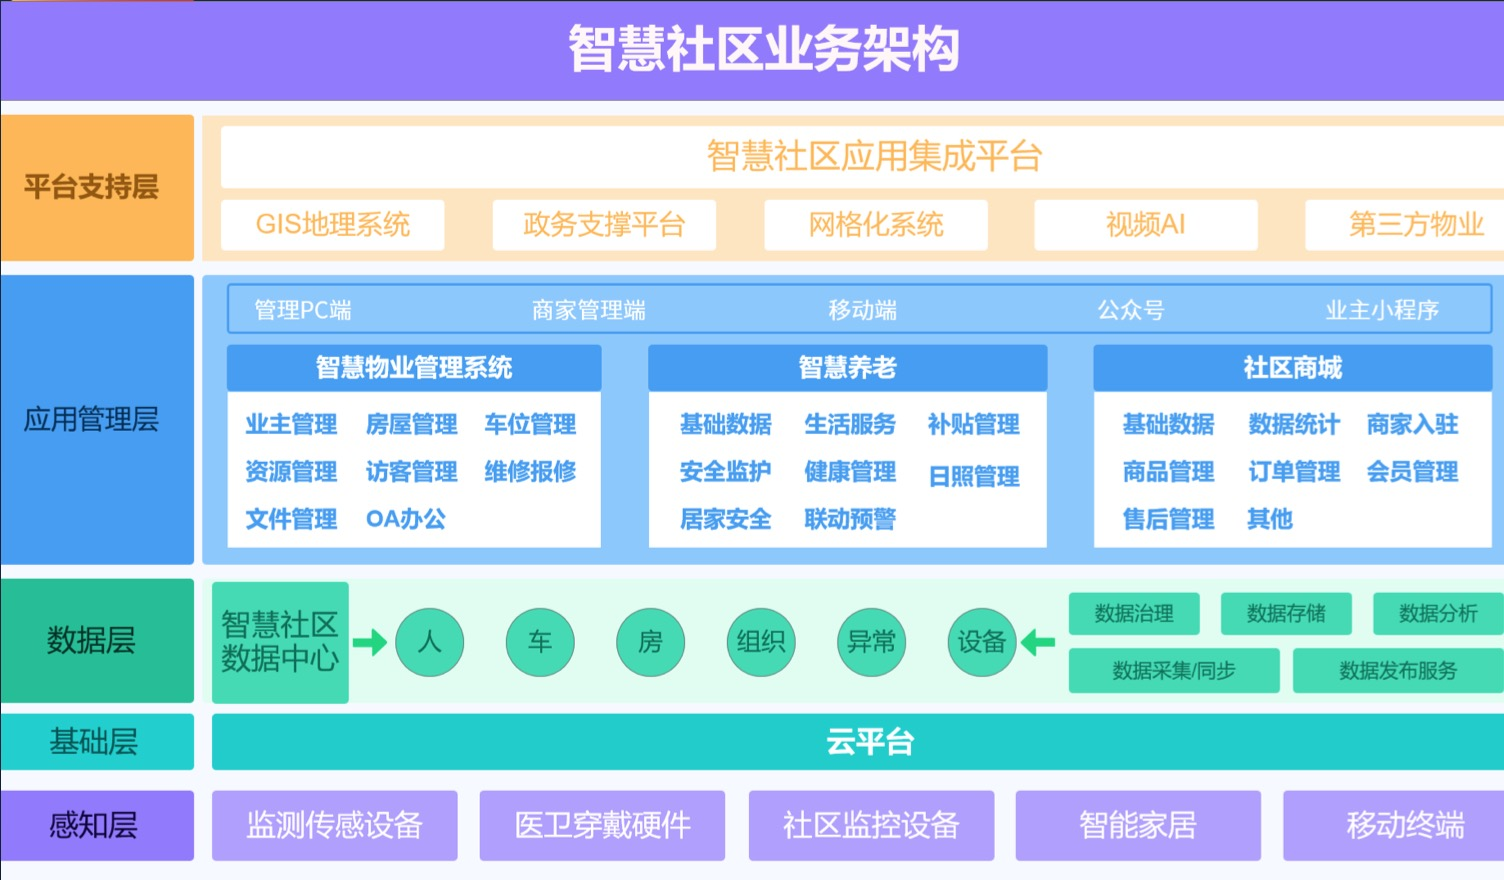 智慧社区业务架构
平台支持层
智慧社区应用集成平台
GIS地理系统 政务支撑平台 网格化系统 视频AI 第三方物业
应用管理层
管理PC端 商家管理端 移动端 公众号 业主小程序
智慧物业管理系统
业主管理 房屋管理 车位管理
资源管理 访客管理 维修报修
文件管理 OA办公
智慧养老
基础数据 生活服务 补贴管理
安全监护 健康管理 日照管理
居家安全 联动预警
社区商城
基础数据 数据统计 商家入驻
商品管理 订单管理 会员管理
售后管理 其他
数据层
智慧社区
数据中心
人 车 房 组织 异常 设备
数据治理 数据存储 数据分析
数据采集/同步 数据发布服务
基础层
云平台
感知层
监测传感设备 医卫穿戴硬件 社区监控设备 智能家居 移动终端